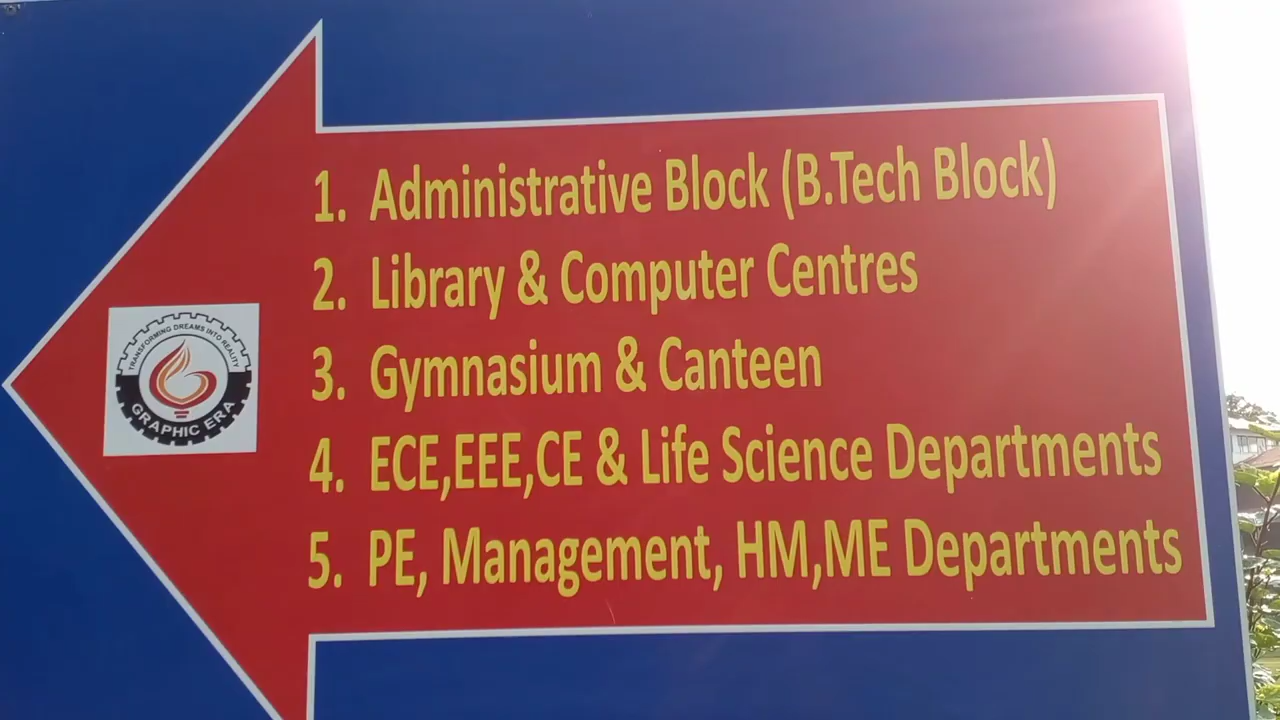 1. Administrative Block (B.Tech Block)
2. Library & Computer Centres
TRANSFORMING DREAMS INTO REALITY
GRAPHIC ERA
3. Gymnasium & Canteen
4. ECE,EEE,CE & Life Science Departments
5. PE, Management, HM,ME Departments